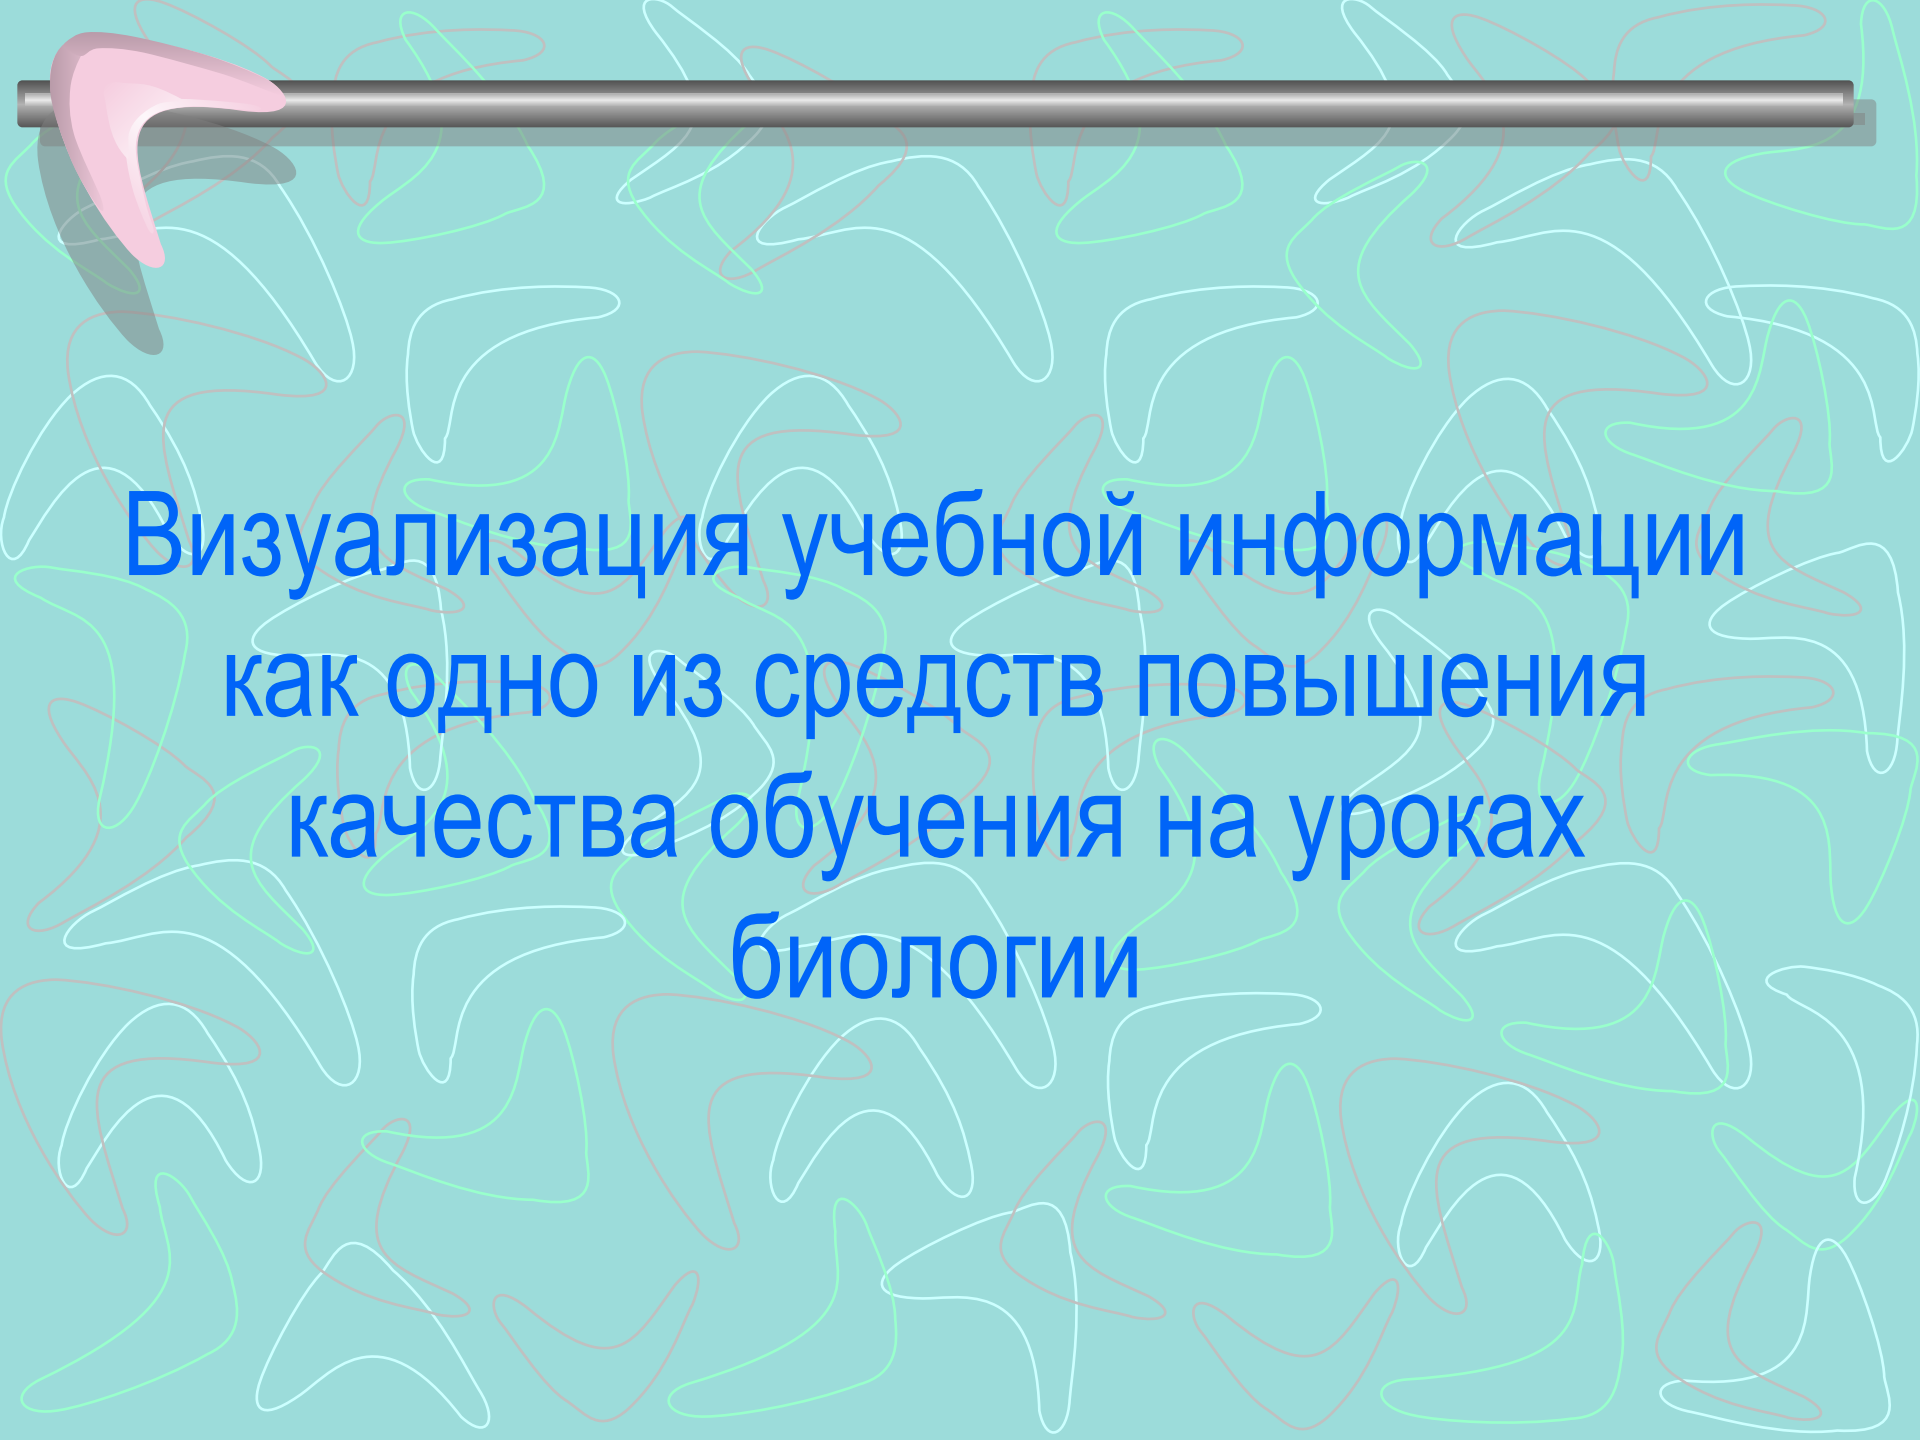 Визуализация учебной информации
как одно из средств повышения
качества обучения на уроках
биологии